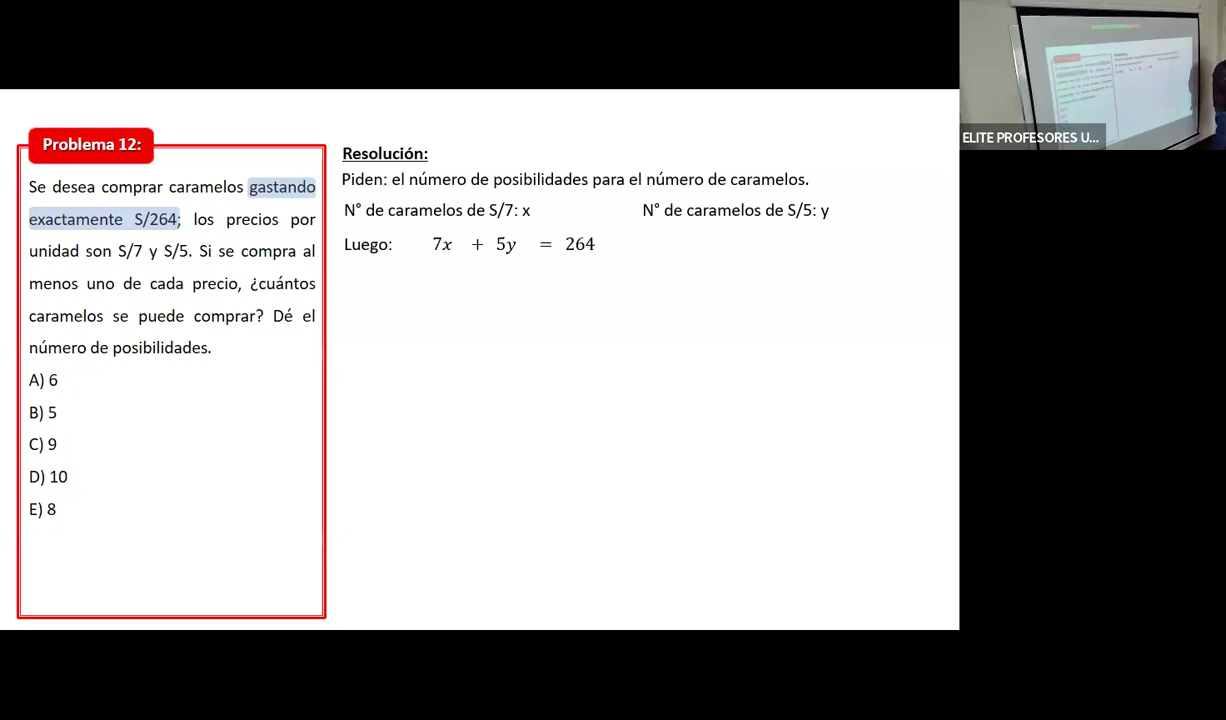 ELITE PROFESORES U...
Problema 12:
Se desea comprar caramelos gastando
exactamente S/264; los precios por
unidad son S/7 y S/5. Si se compra al
menos uno de cada precio, ¿cuántos
caramelos se puede comprar? Dé el
número de posibilidades.
A) 6
B) 5
C) 9
D) 10
E) 8
Resolución:
Piden: el número de posibilidades para el número de caramelos.
N° de caramelos de S/7: x N° de caramelos de S/5: y
Luego: 7x + 5y = 264